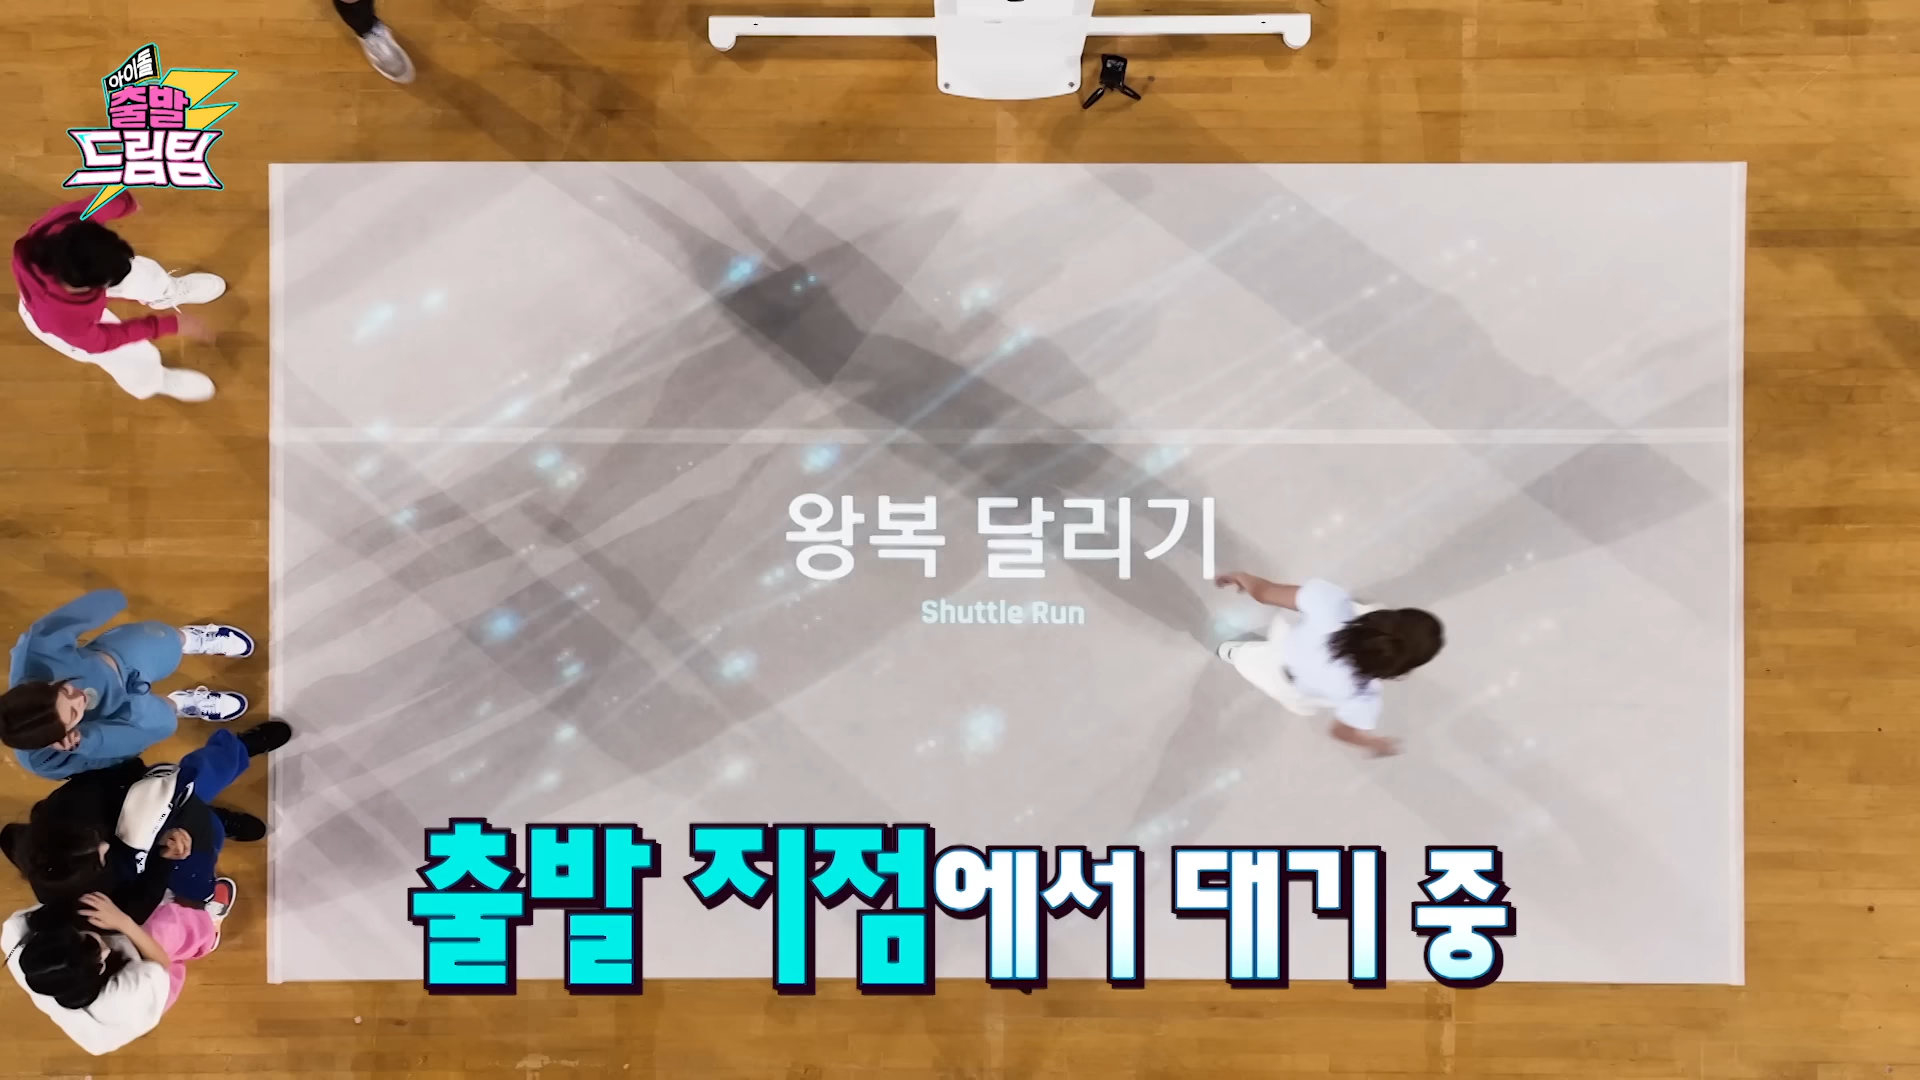 아이돌
출발
드림팀
왕복 달리기
Shuttle Run
출발 지점에서 대기 중